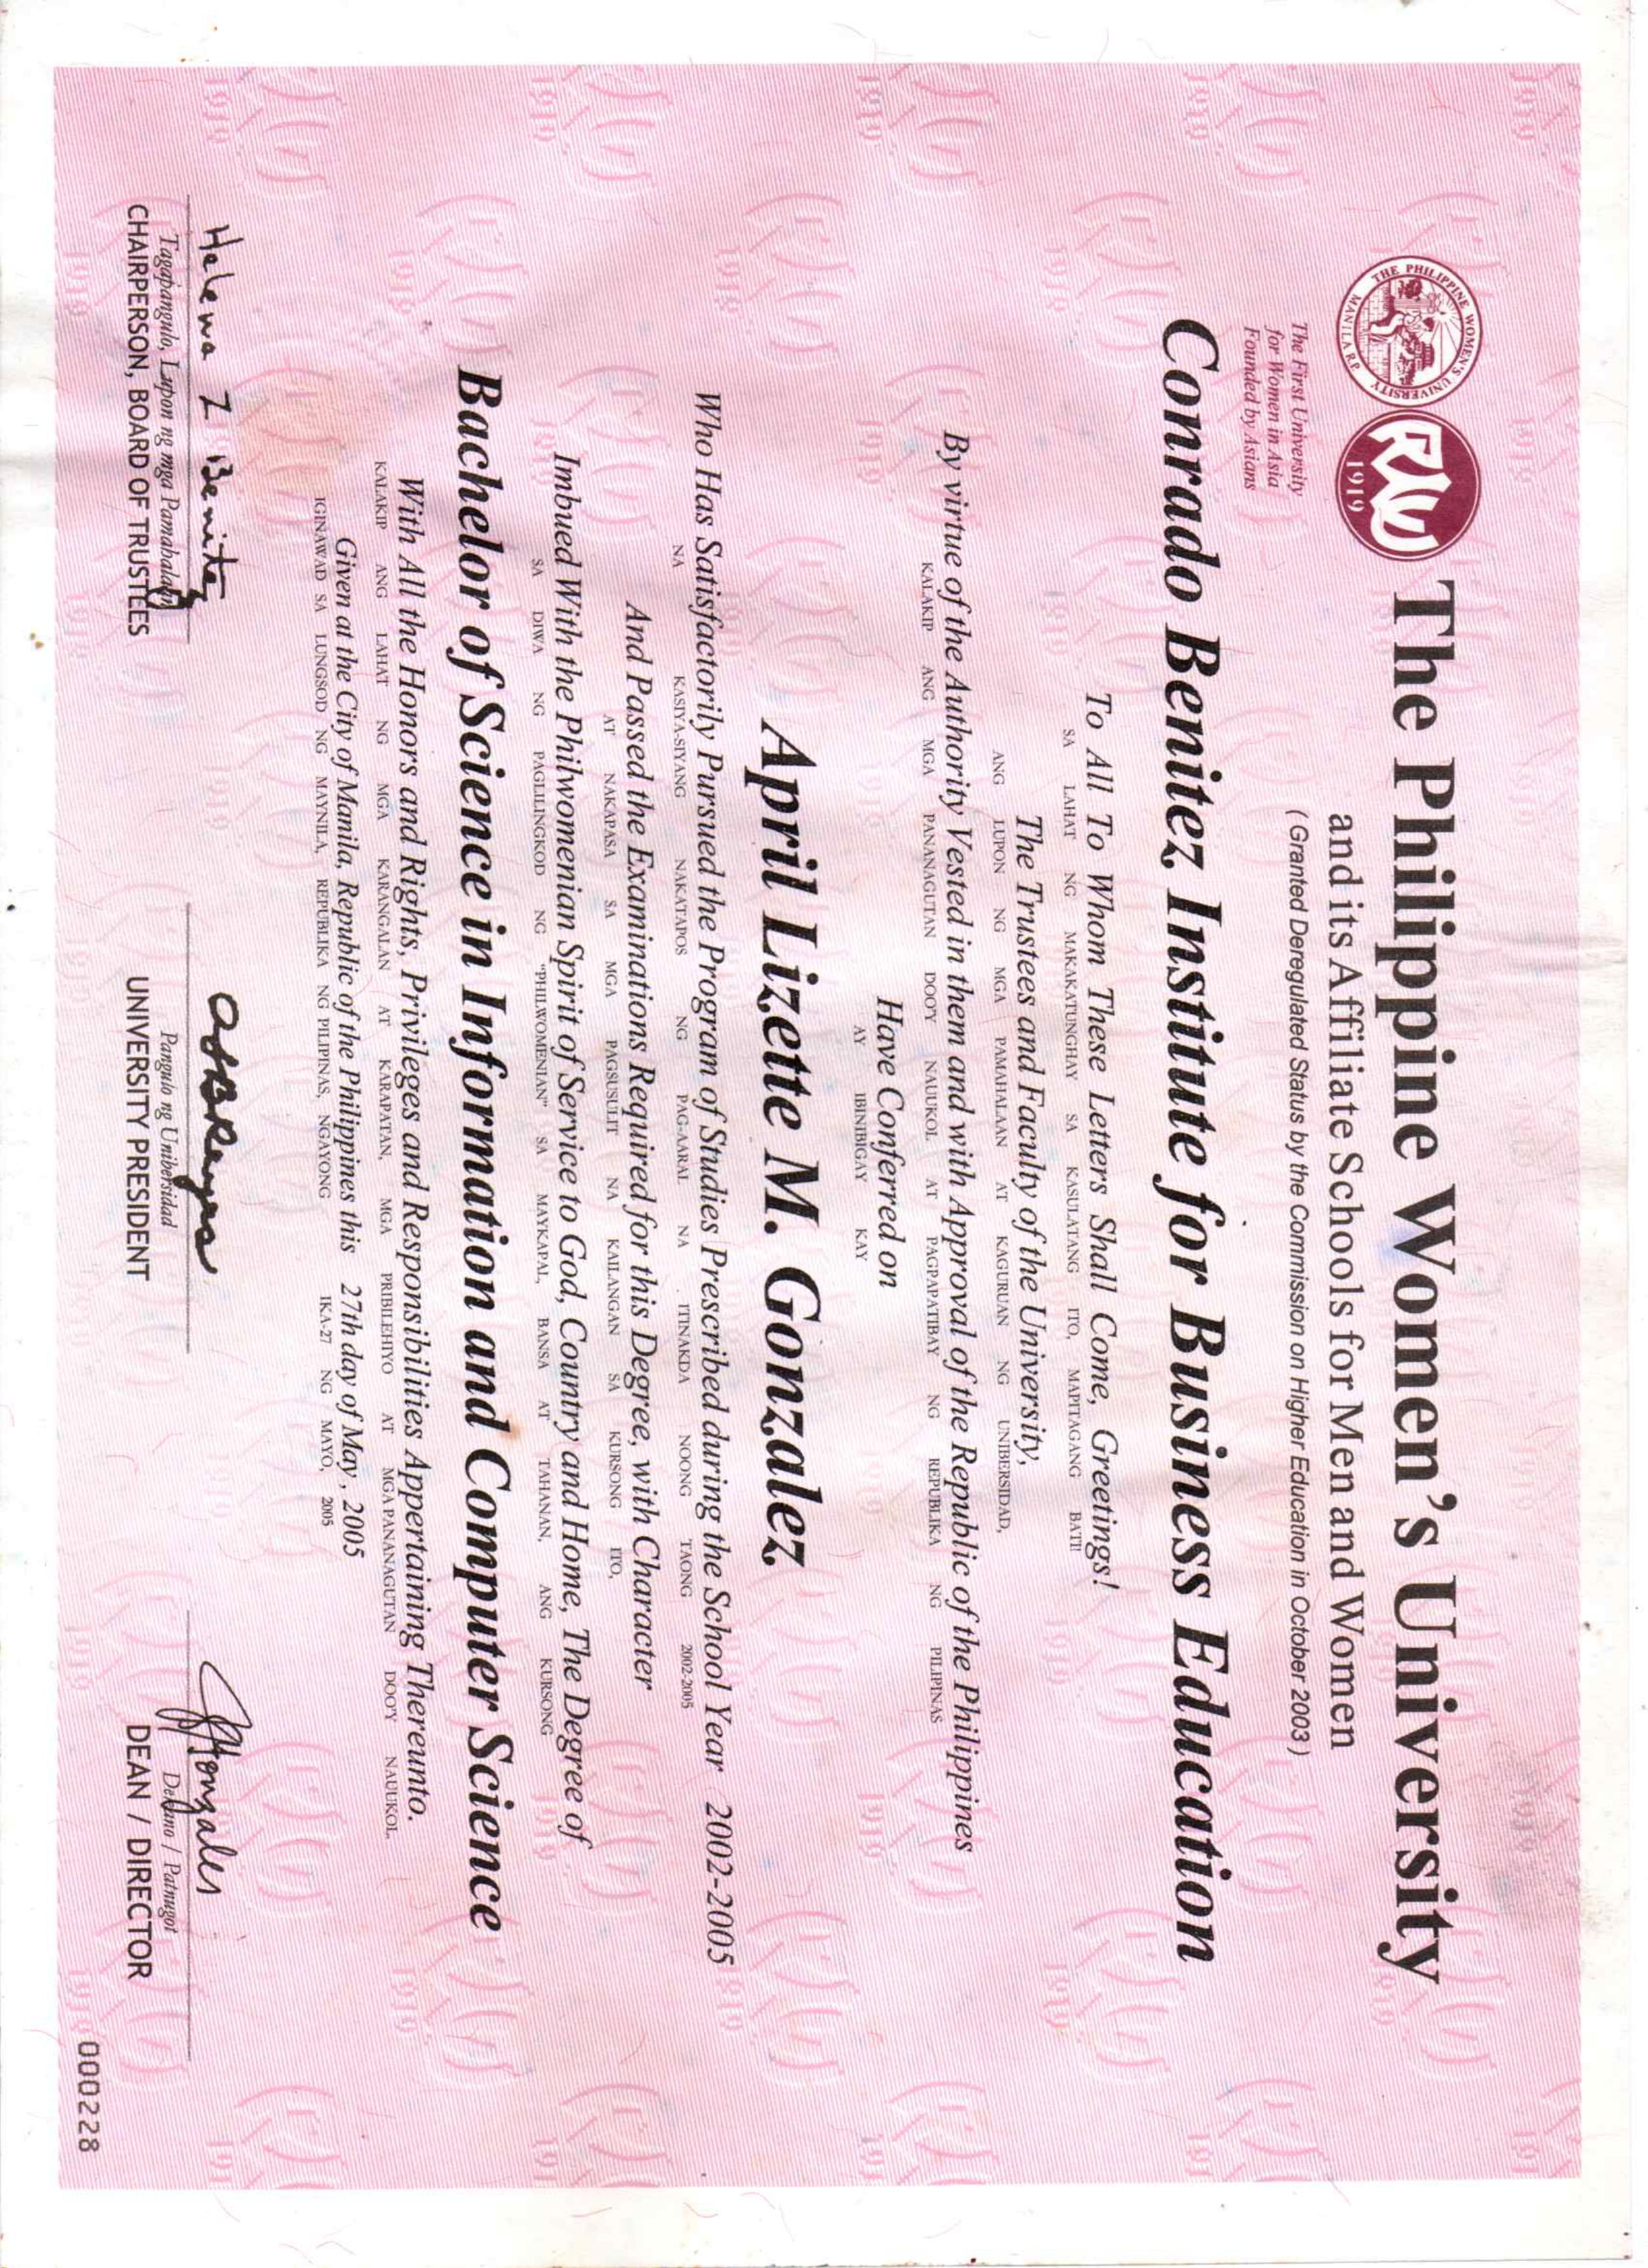 THE PHILIPPINE WOMEN'S UNIVERSITY
MANILA R.P.
PWU
1919
The Philippine Women's University
and its Affiliate Schools for Men and Women
( Granted Deregulated Status by the Commission on Higher Education in October 2003 )
The First University
for Women in Asia
Founded by Asians
Conrado Benitez Institute for Business Education
To All To Whom These Letters Shall Come, Greetings!
SA LAHAT NG MAKAKATUNGHAY SA KASULATANG ITO, MAPITAGANG BATI!
The Trustees and Faculty of the University,
ANG LUPON NG MGA PAMAHALAAN AT KAGURUAN NG UNIBERSIDAD,
By virtue of the Authority Vested in them and with Approval of the Republic of the Philippines
KALAKIP ANG MGA PANANAGUTAN DOO'Y NAUUKOL AT PAGPAPATIBAY NG REPUBLIKA NG PILIPINAS
Have Conferred on
AY IBINIBIGAY KAY
April Lizette M. Gonzalez
Who Has Satisfactorily Pursued the Program of Studies Prescribed during the School Year 2002-2005
NA KASIYA-SIYANG NAKATAPOS NG PAG-AARAL NA ITINAKDA NOONG TAONG 2002-2005
And Passed the Examinations Required for this Degree, with Character
AT NAKAPASA SA MGA PAGSUSULIT NA KAILANGAN SA KURSONG ITO,
Imbued With the Philwomenian Spirit of Service to God, Country and Home, The Degree of
SA DIWA NG PAGLILINGKOD NG "PHILWOMENIAN" SA MAYKAPAL, BANSA AT TAHANAN, ANG KURSONG
Bachelor of Science in Information and Computer Science
With All the Honors and Rights, Privileges and Responsibilities Appertaining Thereunto.
KALAKIP ANG LAHAT NG MGA KARANGALAN AT KARAPATAN, MGA PRIBILEHIYO AT MGA PANANAGUTAN DOO'Y NAUUKOL.
Given at the City of Manila, Republic of the Philippines this 27th day of May, 2005
IGINAWAD SA LUNGSOD NG MAYNILA, REPUBLIKA NG PILIPINAS, NGAYONG IKA-27 NG MAYO, 2005
Helena Z Benitez
Tagapangulo, Lupon ng mga Pamahalaan
CHAIRPERSON, BOARD OF TRUSTEES
Pangulo ng Unibersidad
UNIVERSITY PRESIDENT
Dekano / Patnugot
DEAN / DIRECTOR
000228